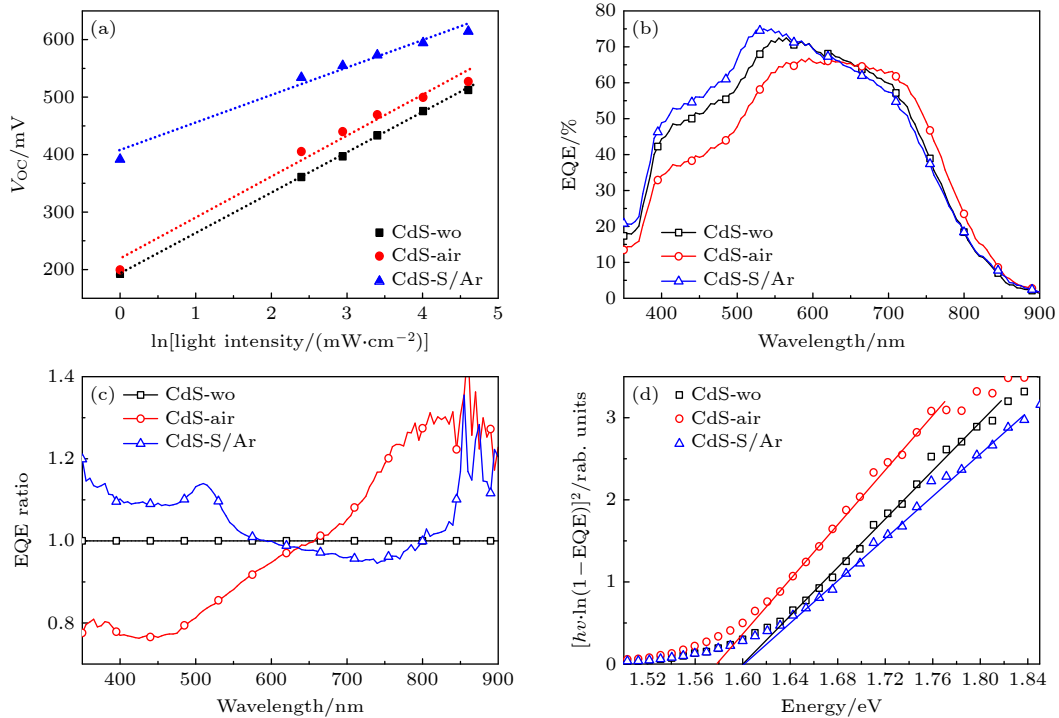 (a)
600
500
400
300
200
VOC/mV
CdS-wo
CdS-air
CdS-S/Ar
0 1 2 3 4 5
ln[light intensity/(mW·cm−2)]
(b)
80
70
60
50
40
30
20
10
0
EQE/%
CdS-wo
CdS-air
CdS-S/Ar
400 500 600 700 800 900
Wavelength/nm
(c)
1.4
1.2
1.0
0.8
EQE ratio
CdS-wo
CdS-air
CdS-S/Ar
400 500 600 700 800 900
Wavelength/nm
(d)
3
2
1
0
[hν·ln(1−EQE)]2/rab. units
CdS-wo
CdS-air
CdS-S/Ar
1.52 1.56 1.60 1.64 1.68 1.72 1.76 1.80 1.84
Energy/eV